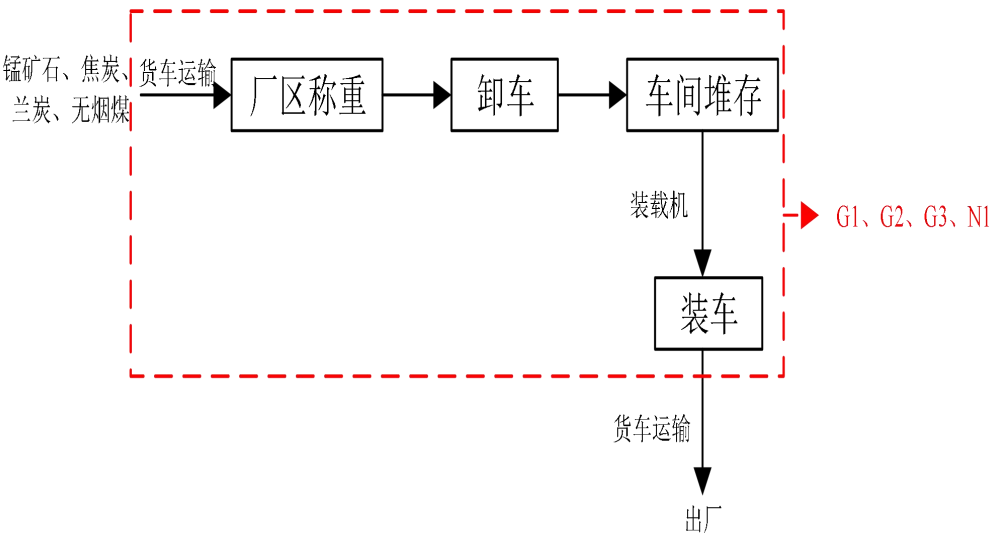 锰矿石、焦炭、
兰炭、无烟煤
货车运输
厂区称重
卸车
车间堆存
装载机
G1、G2、G3、N1
装车
货车运输
出厂